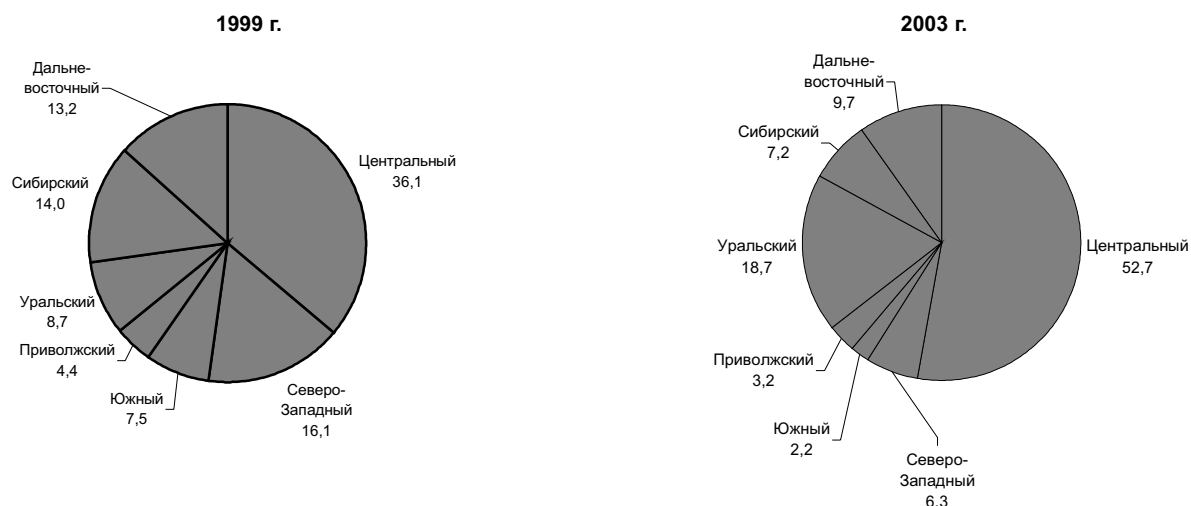 1999 г.
Дальне-
восточный
13,2
Центральный
36,1
Сибирский
14,0
Уральский
8,7
Приволжский
4,4
Южный
7,5
Северо-
Западный
16,1
2003 г.
Дальне-
восточный
9,7
Сибирский
7,2
Уральский
18,7
Центральный
52,7
Приволжский
3,2
Южный
2,2
Северо-
Западный
6,3